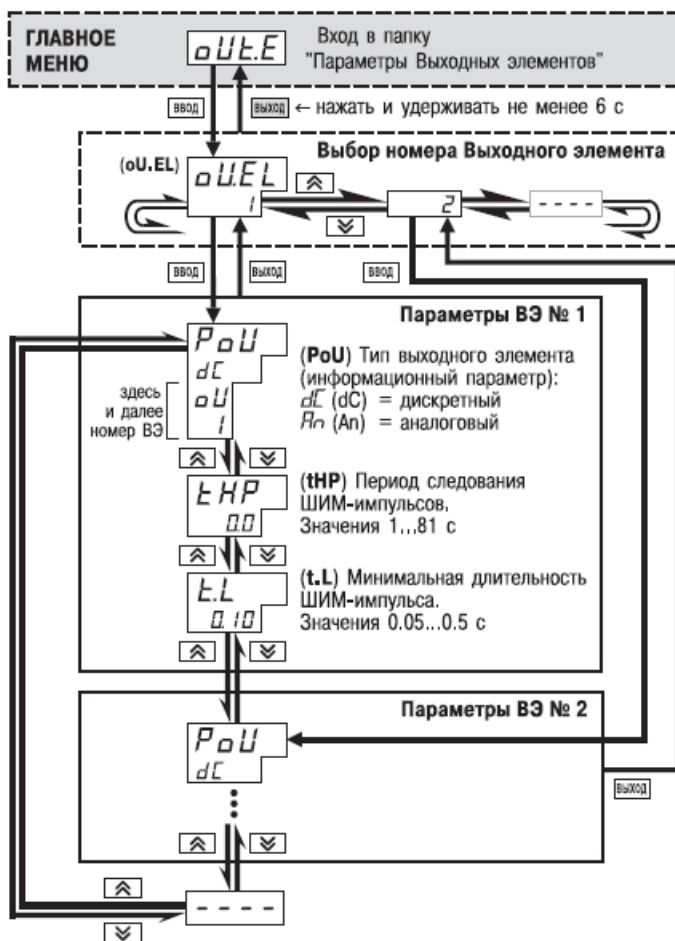 ГЛАВНОЕ МЕНЮ
oUt.E
Вход в папку
"Параметры Выходных элементов"
ввод
выход ← нажать и удерживать не менее 6 с
Выбор номера Выходного элемента
(oU.EL)
oU.EL
1
2
- - - -
ввод
выход
ввод
Параметры ВЭ № 1
PoU
dC
oU
1
здесь
и далее
номер ВЭ
(PoU) Тип выходного элемента
(информационный параметр):
dC (dC) = дискретный
An (An) = аналоговый
tHP
0.0
(tHP) Период следования
ШИМ-импульсов.
Значения 1...81 с
t.L
0.10
(t.L) Минимальная длительность
ШИМ-импульса.
Значения 0.05...0.5 с
Параметры ВЭ № 2
PoU
dC
выход
- - - -